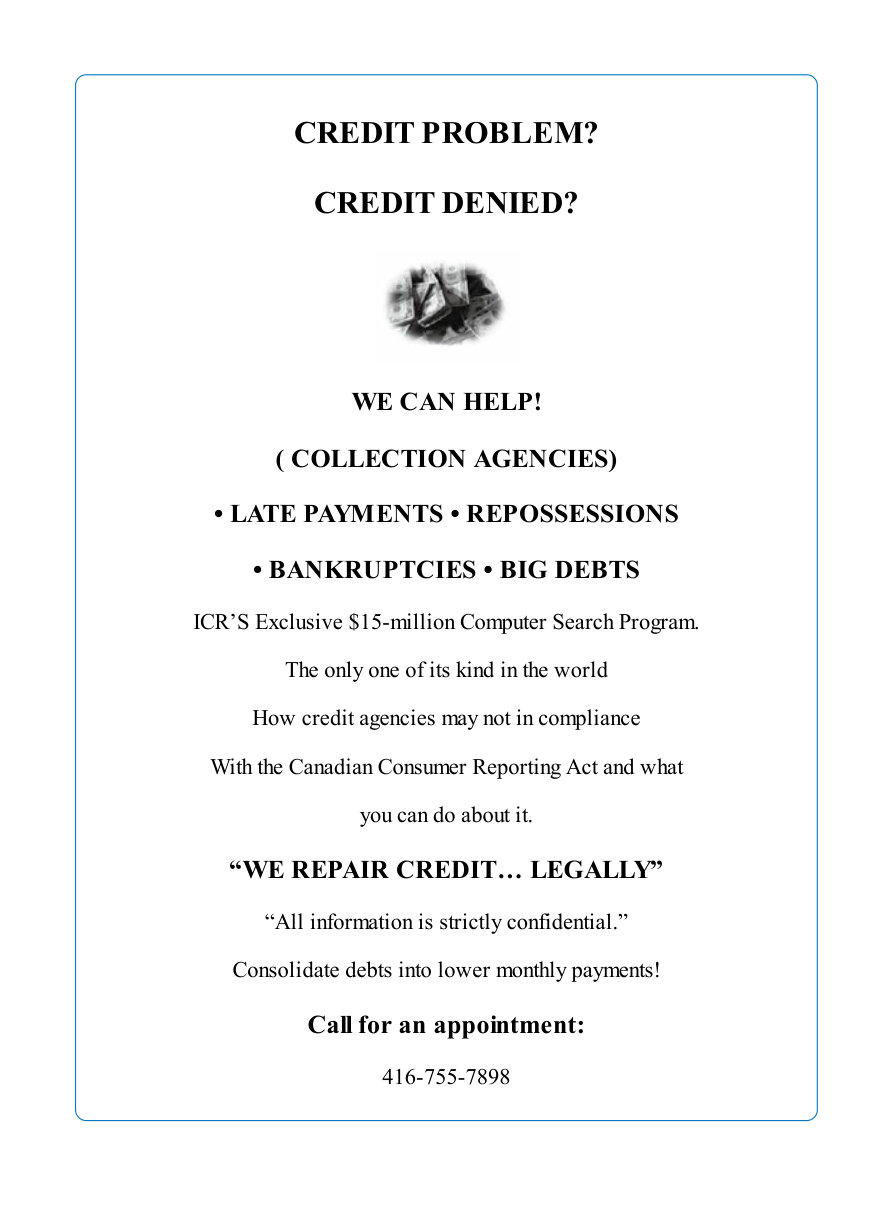 CREDIT PROBLEM?
CREDIT DENIED?
WE CAN HELP!
( COLLECTION AGENCIES)
• LATE PAYMENTS • REPOSSESSIONS
• BANKRUPTCIES • BIG DEBTS
ICR’S Exclusive $15-million Computer Search Program.
The only one of its kind in the world
How credit agencies may not in compliance
With the Canadian Consumer Reporting Act and what
you can do about it.
“WE REPAIR CREDIT… LEGALLY”
“All information is strictly confidential.”
Consolidate debts into lower monthly payments!
Call for an appointment:
416-755-7898